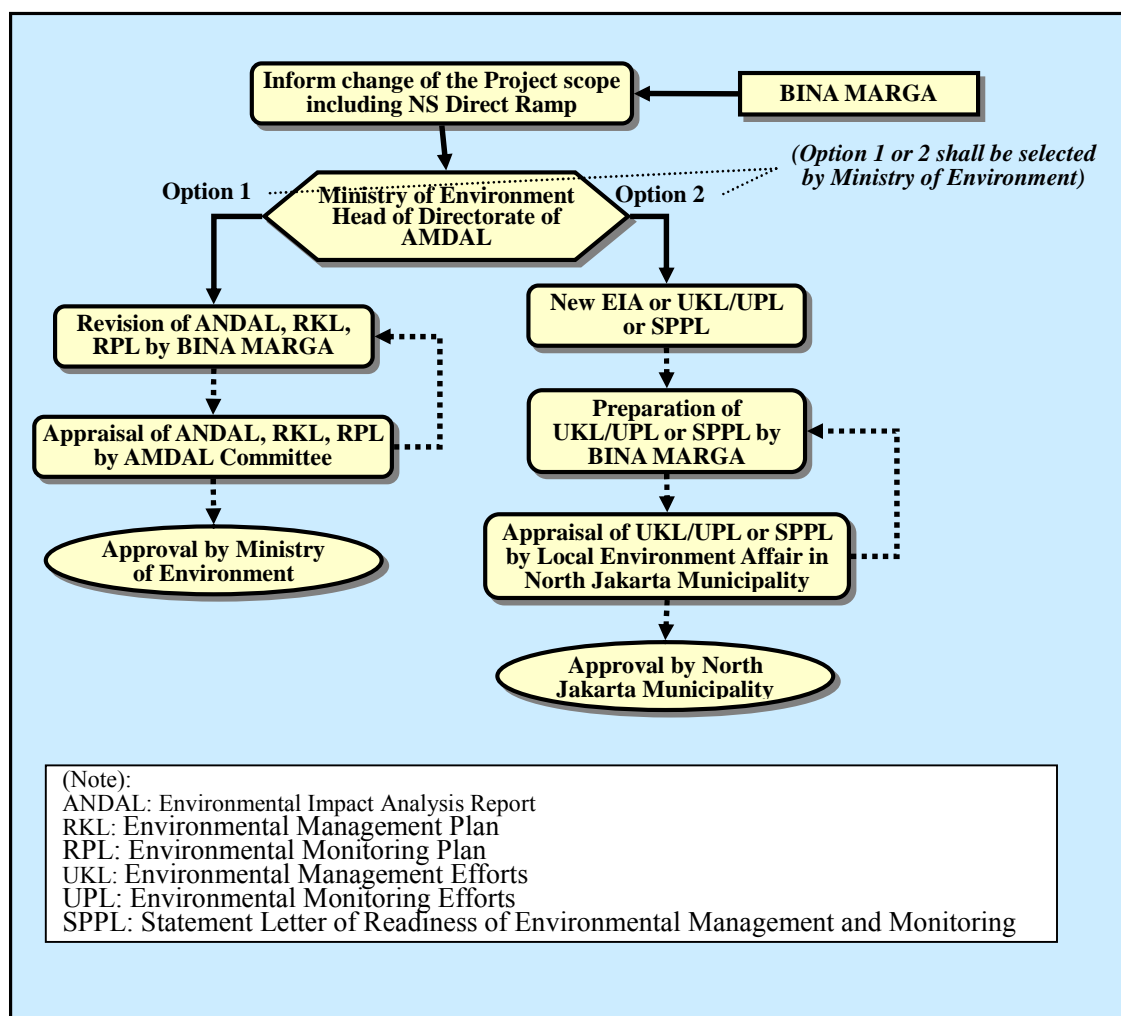 Inform change of the Project scope
including NS Direct Ramp
BINA MARGA
(Option 1 or 2 shall be selected
by Ministry of Environment)
Option 1
Option 2
Ministry of Environment
Head of Directorate of
AMDAL
Revision of ANDAL, RKL,
RPL by BINA MARGA
Appraisal of ANDAL, RKL, RPL
by AMDAL Committee
Approval by Ministry
of Environment
New EIA or UKL/UPL
or SPPL
Preparation of
UKL/UPL or SPPL by
BINA MARGA
Appraisal of UKL/UPL or SPPL
by Local Environment Affair in
North Jakarta Municipality
Approval by North
Jakarta Municipality
(Note):
ANDAL: Environmental Impact Analysis Report
RKL: Environmental Management Plan
RPL: Environmental Monitoring Plan
UKL: Environmental Management Efforts
UPL: Environmental Monitoring Efforts
SPPL: Statement Letter of Readiness of Environmental Management and Monitoring